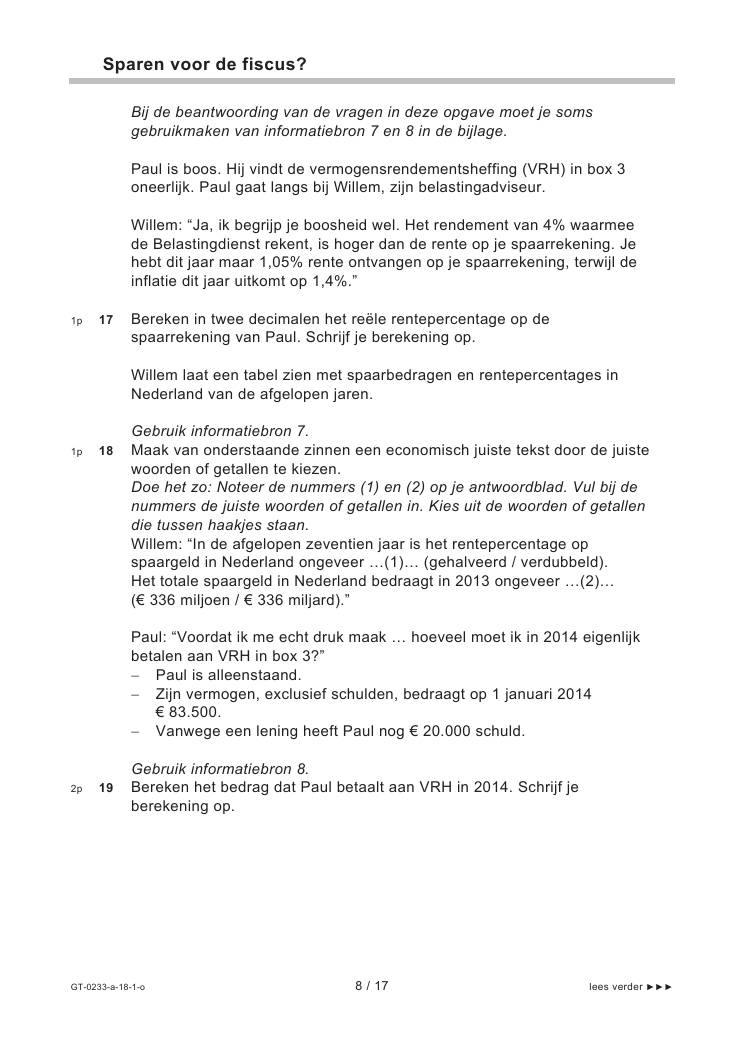 Sparen voor de fiscus?
Bij de beantwoording van de vragen in deze opgave moet je soms
gebruikmaken van informatiebron 7 en 8 in de bijlage.
Paul is boos. Hij vindt de vermogensrendementsheffing (VRH) in box 3
oneerlijk. Paul gaat langs bij Willem, zijn belastingadviseur.
Willem: “Ja, ik begrijp je boosheid wel. Het rendement van 4% waarmee
de Belastingdienst rekent, is hoger dan de rente op je spaarrekening. Je
hebt dit jaar maar 1,05% rente ontvangen op je spaarrekening, terwijl de
inflatie dit jaar uitkomt op 1,4%.”
1p 17 Bereken in twee decimalen het reële rentepercentage op de
spaarrekening van Paul. Schrijf je berekening op.
Willem laat een tabel zien met spaarbedragen en rentepercentages in
Nederland van de afgelopen jaren.
Gebruik informatiebron 7.
1p 18 Maak van onderstaande zinnen een economisch juiste tekst door de juiste
woorden of getallen te kiezen.
Doe het zo: Noteer de nummers (1) en (2) op je antwoordblad. Vul bij de
nummers de juiste woorden of getallen in. Kies uit de woorden of getallen
die tussen haakjes staan.
Willem: “In de afgelopen zeventien jaar is het rentepercentage op
spaargeld in Nederland ongeveer …(1)… (gehalveerd / verdubbeld).
Het totale spaargeld in Nederland bedraagt in 2013 ongeveer …(2)…
(€ 336 miljoen / € 336 miljard).”
Paul: “Voordat ik me echt druk maak … hoeveel moet ik in 2014 eigenlijk
betalen aan VRH in box 3?”
− Paul is alleenstaand.
− Zijn vermogen, exclusief schulden, bedraagt op 1 januari 2014
€ 83.500.
− Vanwege een lening heeft Paul nog € 20.000 schuld.
Gebruik informatiebron 8.
2p 19 Bereken het bedrag dat Paul betaalt aan VRH in 2014. Schrijf je
berekening op.
GT-0233-a-18-1-o 8 / 17 lees verder ►►►